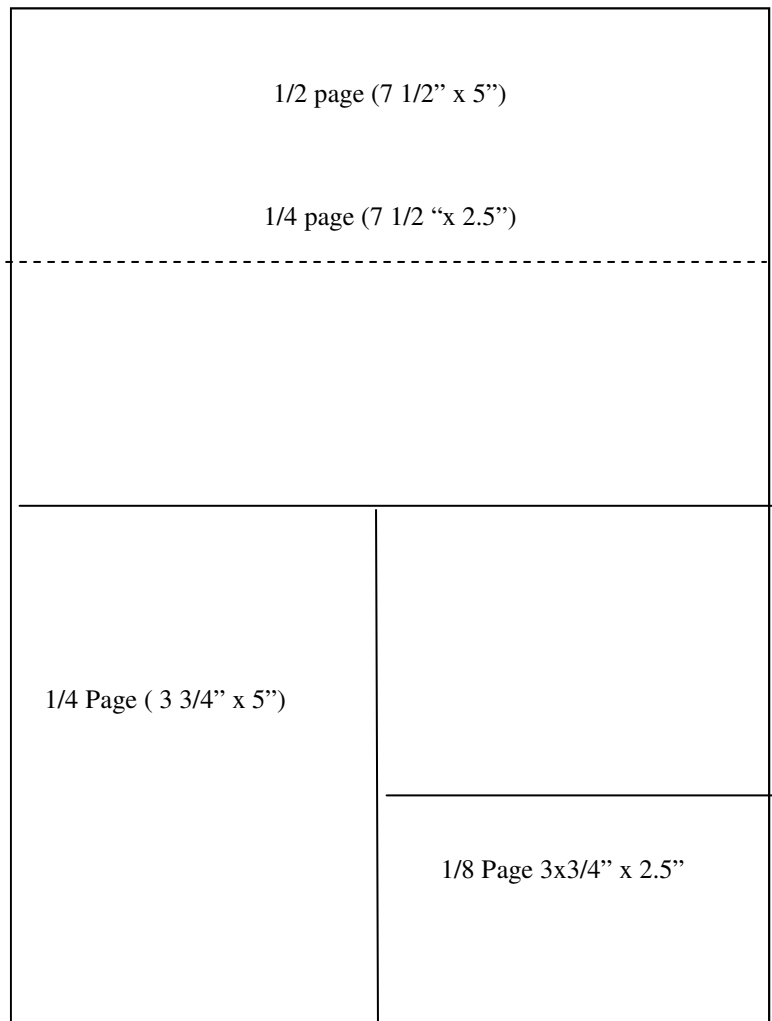 1/2 page (7 1/2” x 5”)
1/4 page (7 1/2 “x 2.5”)
1/4 Page ( 3 3/4” x 5”)
1/8 Page 3x3/4” x 2.5”